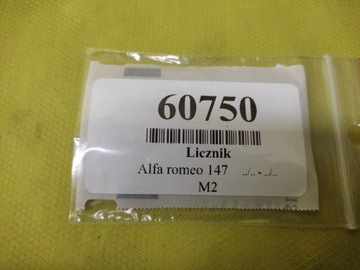 60750
Licznik
Alfa romeo 147 ../.. - ../..
M2